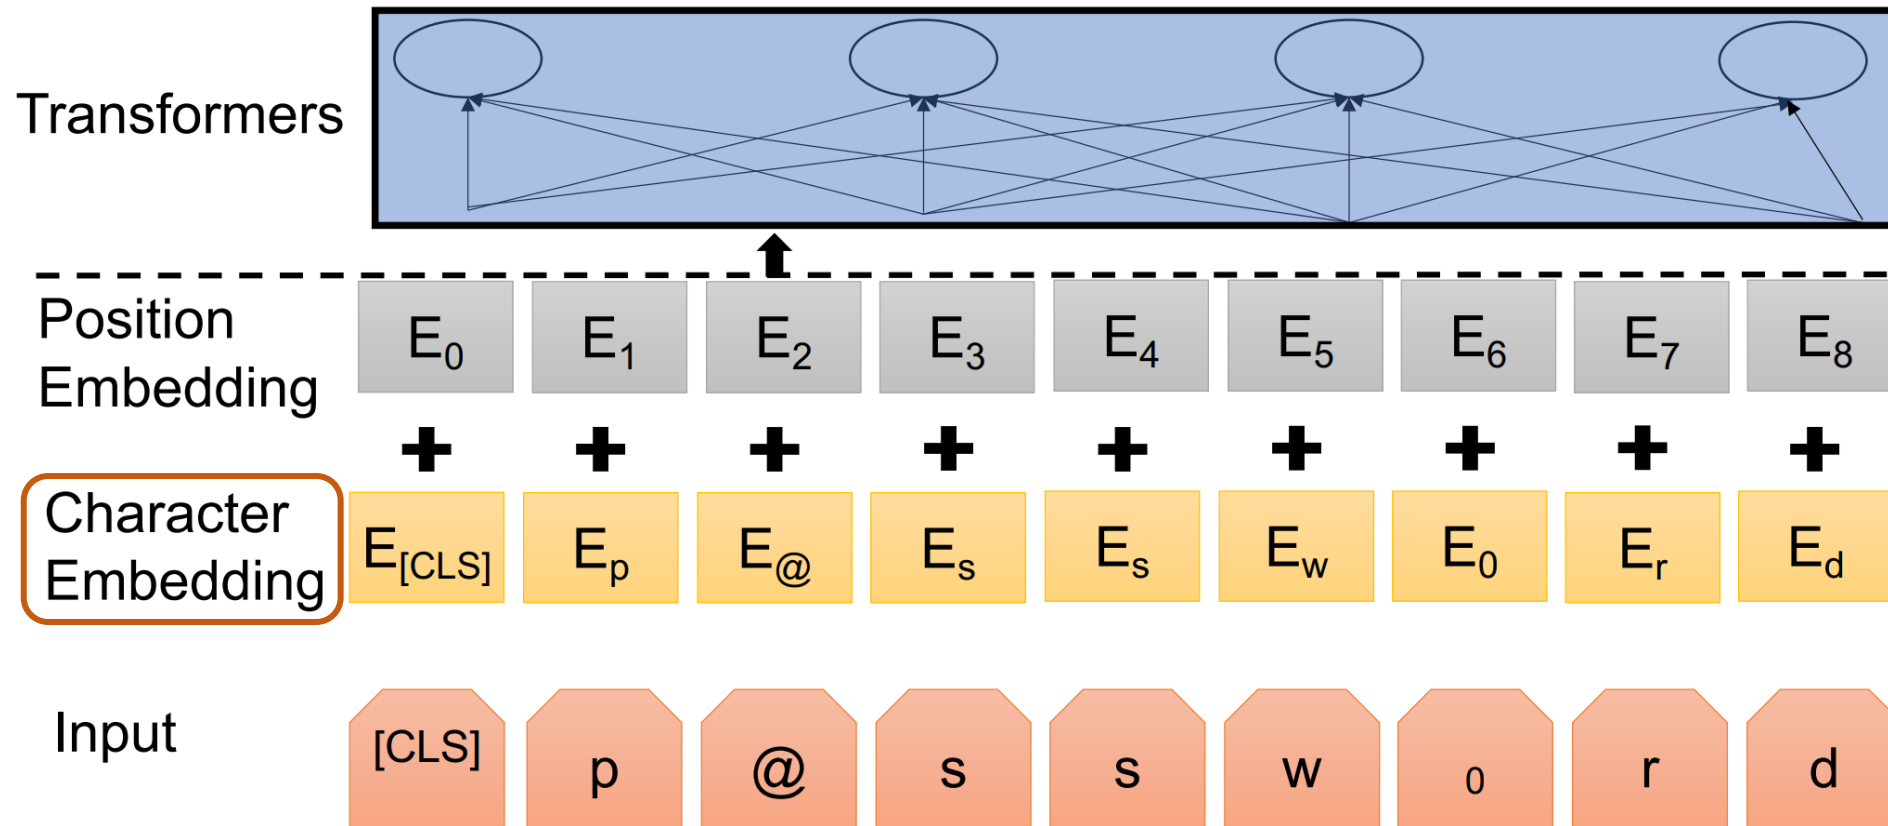 Transformers
Position
Embedding
E0 E1 E2 E3 E4 E5 E6 E7 E8
+ + + + + + + + +
Character
Embedding
E[CLS] Ep E@ Es Es Ew E0 Er Ed
Input
[CLS] p @ s s w 0 r d